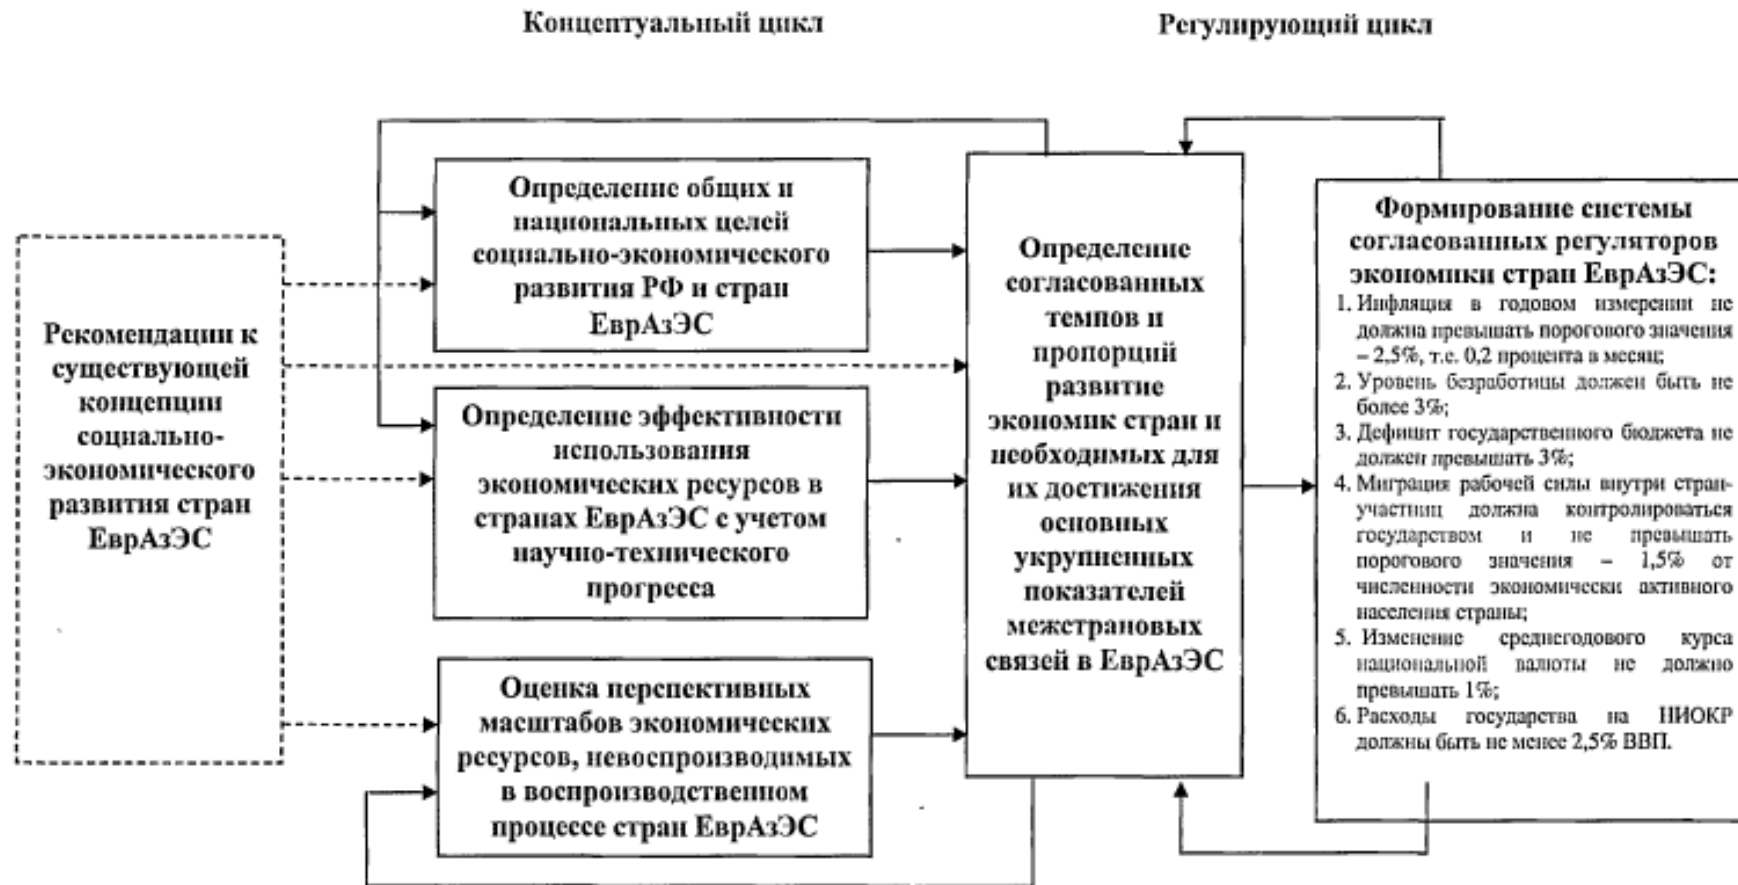 Концептуальный цикл
Регулирующий цикл
Рекомендации к
существующей
концепции
социально-
экономического
развития стран
ЕврАзЭС
Определение общих и
национальных целей
социально-экономического
развития РФ и стран
ЕврАзЭС
Определение эффективности
использования
экономических ресурсов в
странах ЕврАзЭС с учетом
научно-технического
прогресса
Оценка перспективных
масштабов экономических
ресурсов, невоспроизводимых
в воспроизводственном
процессе стран ЕврАзЭС
Определение
согласованных
темпов и
пропорций
развитие
экономик стран и
необходимых для
их достижения
основных
укрупненных
показателей
межстрановых
связей в ЕврАзЭС
Формирование системы
согласованных регуляторов
экономики стран ЕврАзЭС:
1. Инфляция в годовом измерении не
должна превышать порогового значения
– 2,5%, т.е. 0,2 процента в месяц;
2. Уровень безработицы должен быть не
более 3%;
3. Дефицит государственного бюджета не
должен превышать 3%;
4. Миграция рабочей силы внутри стран-
участниц должна контролироваться
государством и не превышать
порогового значения – 1,5% от
численности экономически активного
населения страны;
5. Изменение среднегодового курса
национальной валюты не должно
превышать 1%;
6. Расходы государства на НИОКР
должны быть не менее 2,5% ВВП.